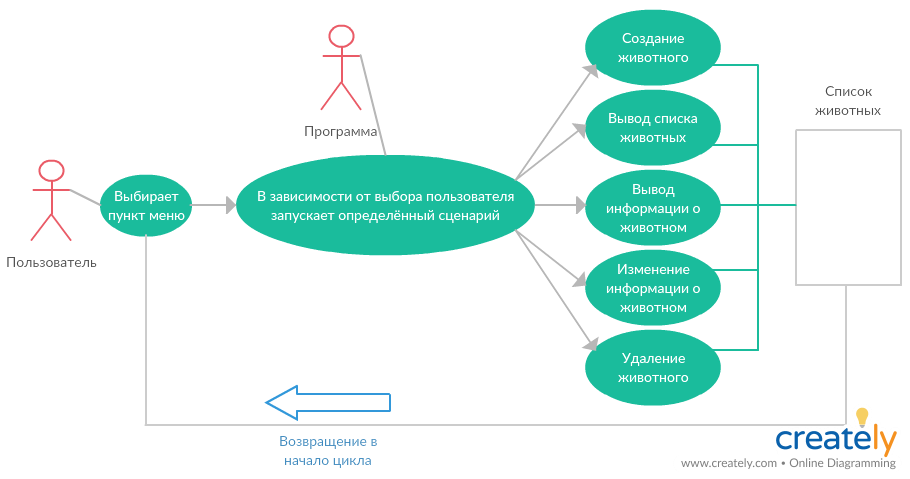 Создание
животного
Программа
Вывод списка
животных
Список
животных
Пользователь
Выбирает
пункт меню
В зависимости от выбора пользователя
запускает определённый сценарий
Вывод
информации о
животном
Изменение
информации о
животном
Удаление
животного
Возвращение в
начало цикла
creately
www.creately.com • Online Diagramming